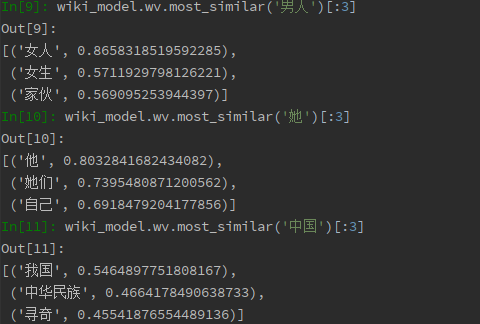 In[9]: wiki_model.wv.most_similar('男人')[:3]
Out[9]:
[('女人', 0.8658318519592285),
 ('女生', 0.5711929798126221),
 ('家伙', 0.569095253944397)]
In[10]: wiki_model.wv.most_similar('她')[:3]
Out[10]:
[('他', 0.8032841682434082),
 ('她们', 0.7395480871200562),
 ('自己', 0.6918479204177856)]
In[11]: wiki_model.wv.most_similar('中国')[:3]
Out[11]:
[('我国', 0.5464897751808167),
 ('中华民族', 0.4664178490638733),
 ('寻奇', 0.45541876554489136)]